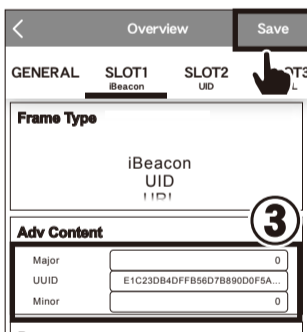 Overview
Save
GENERAL SLOT1 SLOT2
iBeacon UID
Frame Type
iBeacon
UID
URL
③
Adv Content
Major 0
UUID E1C23DB4DFFB56D7B890D0F5A...
Minor 0